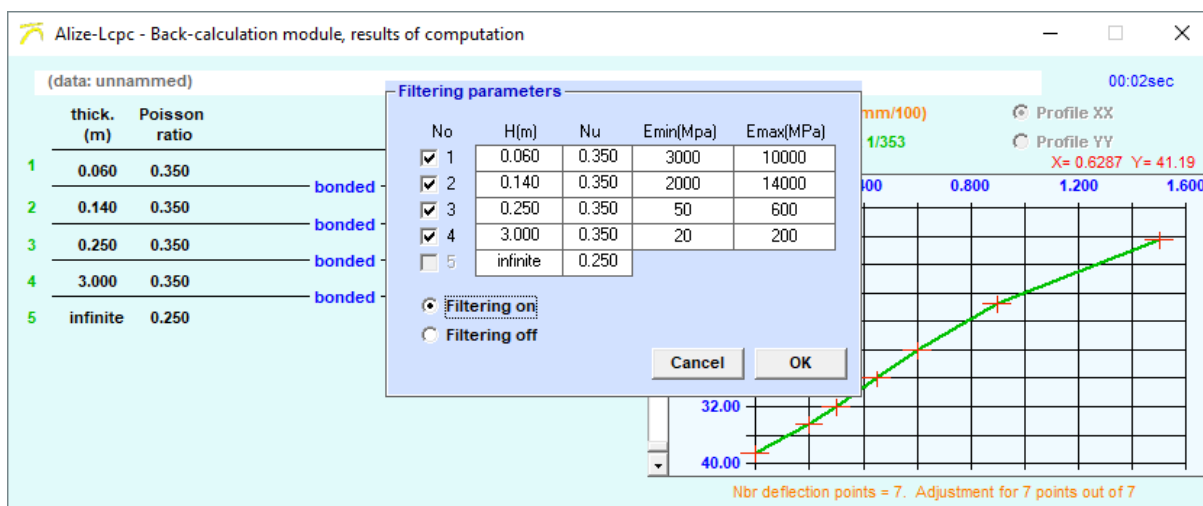 Alize-Lcpc - Back-calculation module, results of computation
(data: unnammed)
00:02sec
thick. Poisson
(m) ratio
1 0.060 0.350
bonded
2 0.140 0.350
bonded
3 0.250 0.350
bonded
4 3.000 0.350
bonded
5 infinite 0.250
Filtering parameters
No H(m) Nu Emin(Mpa) Emax(MPa)
1 0.060 0.350 3000 10000
2 0.140 0.350 2000 14000
3 0.250 0.350 50 600
4 3.000 0.350 20 200
5 infinite 0.250
Filtering on
Filtering off
Cancel OK
mm/100) Profile XX
1/353 Profile YY
X= 0.6287 Y= 41.19
400 0.800 1.200 1.600
32.00
40.00
Nbr deflection points = 7. Adjustment for 7 points out of 7